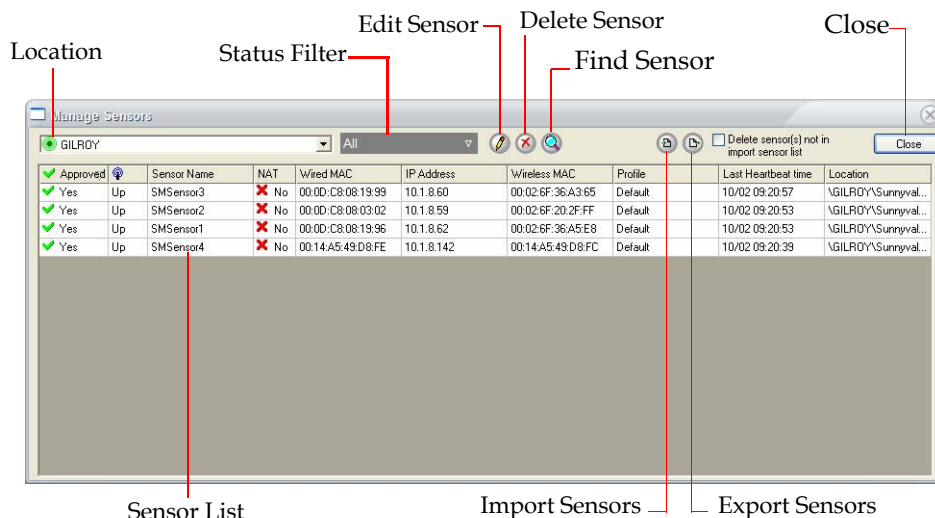 Edit Sensor
Delete Sensor
Close
Location
Status Filter
Find Sensor
Manage Sensors
GILROY
All
Delete sensor(s) not in
import sensor list
Close
Approved Sensor Name NAT Wired MAC IP Address Wireless MAC Profile Last Heartbeat time Location
Yes Up SMSensor3 No 00:0D:C8:08:19:99 10.1.8.60 00:02:6F:36:A3:65 Default 10/02 09:20:57 \GILROY\Sunnyval...
Yes Up SMSensor2 No 00:0D:C8:08:03:02 10.1.8.59 00:02:6F:20:2F:FF Default 10/02 09:20:53 \GILROY\Sunnyval...
Yes Up SMSensor1 No 00:0D:C8:08:19:96 10.1.8.62 00:02:6F:36:A5:E8 Default 10/02 09:20:53 \GILROY\Sunnyval...
Yes Up SMSensor4 No 00:14:A5:49:D8:FE 10.1.8.142 00:14:A5:49:D8:FC Default 10/02 09:20:39 \GILROY\Sunnyval...
Sensor List
Import Sensors
Export Sensors